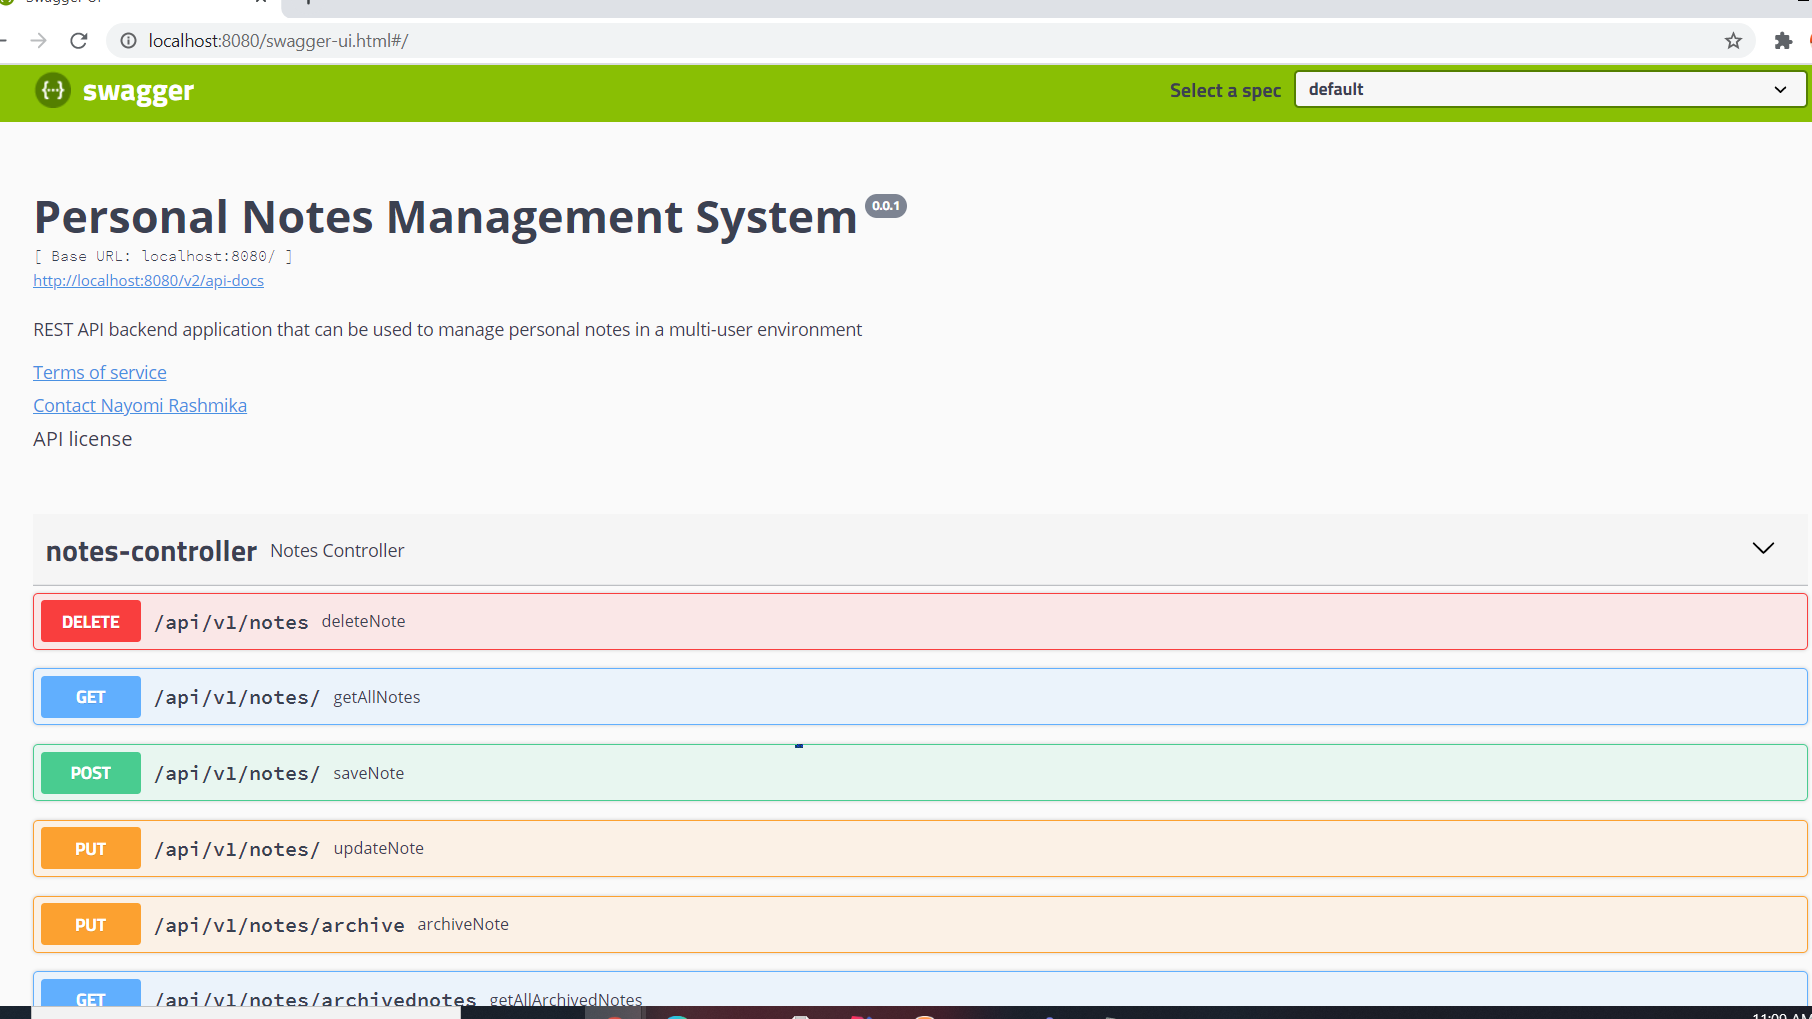 localhost:8080/swagger-ui.html#/
swagger
Select a spec
default
Personal Notes Management System 0.0.1
[ Base URL: localhost:8080/ ]
http://localhost:8080/v2/api-docs
REST API backend application that can be used to manage personal notes in a multi-user environment
Terms of service
Contact Nayomi Rashmika
API license
notes-controller Notes Controller
DELETE /api/v1/notes deleteNote
GET /api/v1/notes/ getAllNotes
POST /api/v1/notes/ saveNote
PUT /api/v1/notes/ updateNote
PUT /api/v1/notes/archive archiveNote
GET /api/v1/notes/archivednotes getAllArchivedNotes